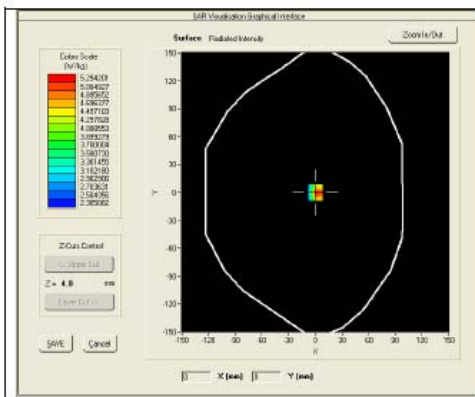 SAR Visualisation Graphical Interface
Surface Radiated Intensity
Zoom In/Out
Colors Scale
(W/kg)
5.294201
5.094927
4.895652
4.696377
4.497103
4.297828
4.098553
3.899279
3.700004
3.500730
3.301455
3.102180
2.902906
2.703631
2.504356
2.305082
Z-Cuts Control
<< Upper Cut
Z = 4.0 mm
Lower Cut >>
SAVE
Cancel
150
120
90
60
30
0
-30
-60
-90
-120
-150
Y
-150 -120 -90 -60 -30 0 30 60 90 120 150
X
0 X (mm) Y (mm)